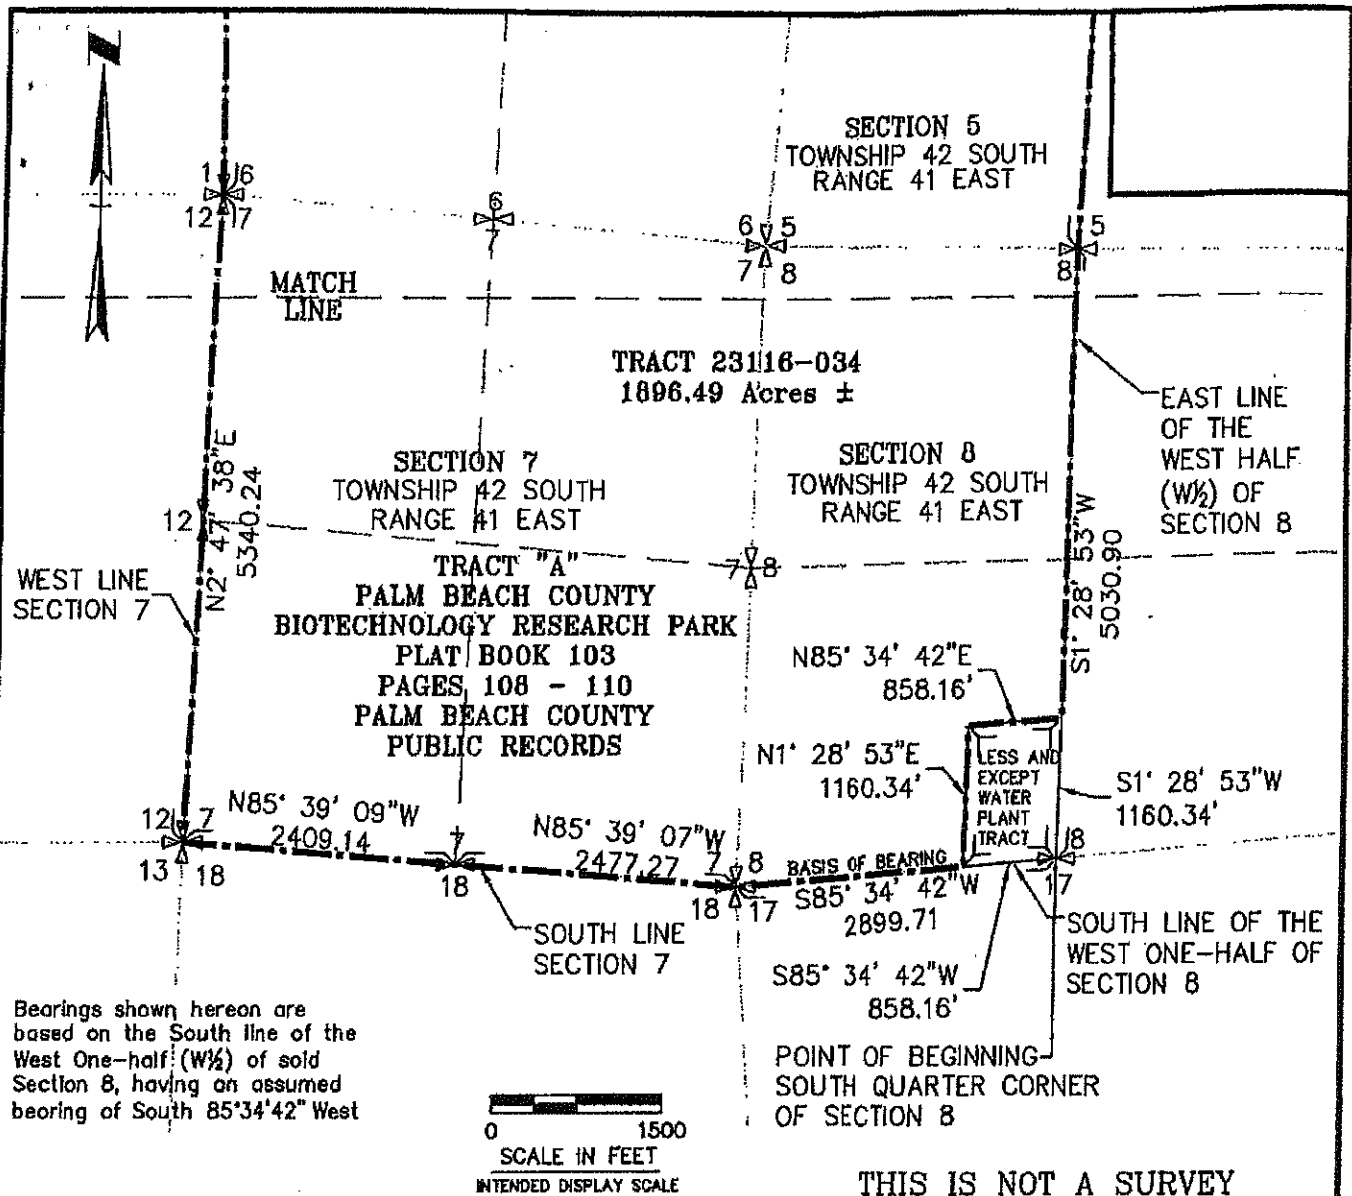 N
SECTION 5
TOWNSHIP 42 SOUTH
RANGE 41 EAST
1 6
12 7
6
7
6 5
7 8
5
8
MATCH
LINE
TRACT 23116-034
1896.49 Acres ±
EAST LINE
OF THE
WEST HALF
(W½) OF
SECTION 8
SECTION 7
TOWNSHIP 42 SOUTH
RANGE 41 EAST
SECTION 8
TOWNSHIP 42 SOUTH
RANGE 41 EAST
N2° 47' 38"E
5340.24
12
7 8
S1° 28' 53"W
5030.90
WEST LINE
SECTION 7
TRACT "A"
PALM BEACH COUNTY
BIOTECHNOLOGY RESEARCH PARK
PLAT BOOK 103
PAGES 108 - 110
PALM BEACH COUNTY
PUBLIC RECORDS
N85° 34' 42"E
858.16'
N1° 28' 53"E
1160.34'
LESS AND
EXCEPT
WATER
PLANT
TRACT
S1° 28' 53"W
1160.34'
12 7
13 18
N85° 39' 09"W
2409.14
7
18
N85° 39' 07"W
2477.27
7 8
18 17
BASIS OF BEARING
S85° 34' 42"W
2899.71
8
17
SOUTH LINE
SECTION 7
SOUTH LINE OF THE
WEST ONE-HALF OF
SECTION 8
S85° 34' 42"W
858.16'
Bearings shown hereon are
based on the South line of the
West One-half (W½) of said
Section 8, having an assumed
bearing of South 85°34'42" West
POINT OF BEGINNING
SOUTH QUARTER CORNER
OF SECTION 8
0 1500
SCALE IN FEET
INTENDED DISPLAY SCALE
THIS IS NOT A SURVEY